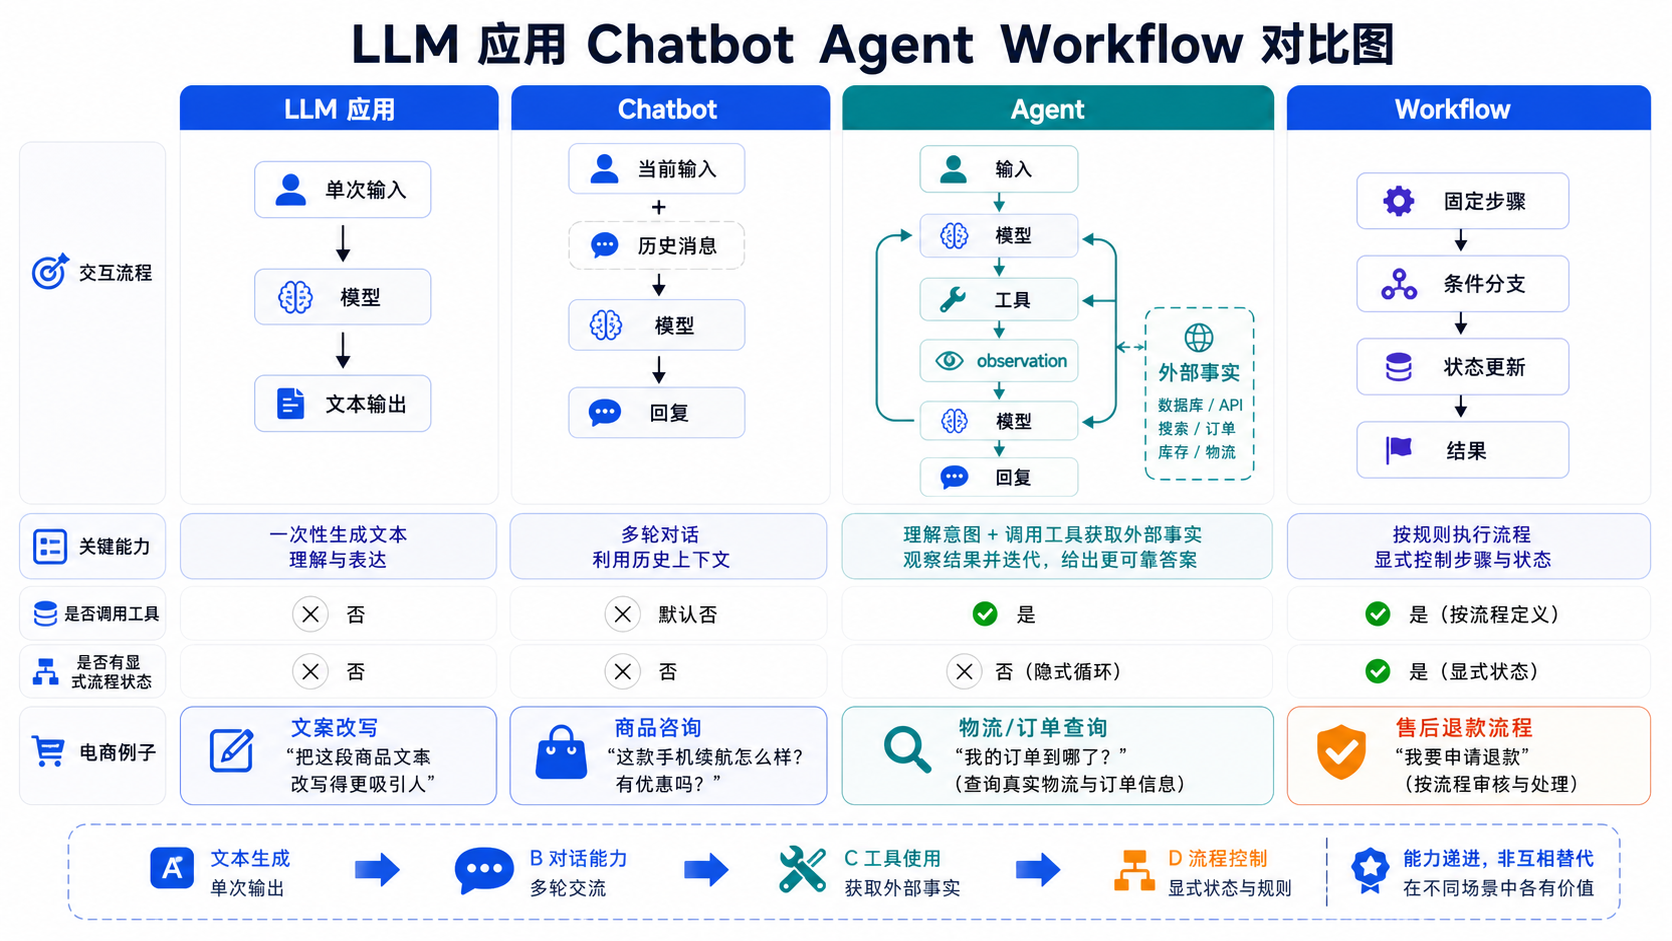 LLM 应用 Chatbot Agent Workflow 对比图
LLM 应用
Chatbot
Agent
Workflow
交互流程
单次输入
模型
文本输出
当前输入
+
历史消息
模型
回复
输入
模型
工具
observation
模型
回复
外部事实
数据库 / API
搜索 / 订单
库存 / 物流
固定步骤
条件分支
状态更新
结果
关键能力
一次性生成文本
理解与表达
多轮对话
利用历史上下文
理解意图 + 调用工具获取外部事实
观察结果并迭代，给出更可靠答案
按规则执行流程
显式控制步骤与状态
是否调用工具
否
默认否
是
是（按流程定义）
是否有显
式流程状态
否
否
否（隐式循环）
是（显式状态）
电商例子
文案改写
“把这段商品文本
改写得更吸引人”
商品咨询
“这款手机续航怎么样？
有优惠吗？”
物流/订单查询
“我的订单到哪了？”
（查询真实物流与订单信息）
售后退款流程
“我要申请退款”
（按流程审核与处理）
A
文本生成
单次输出
B 对话能力
多轮交流
C 工具使用
获取外部事实
D 流程控制
显式状态与规则
能力递进，非互相替代
在不同场景中各有价值